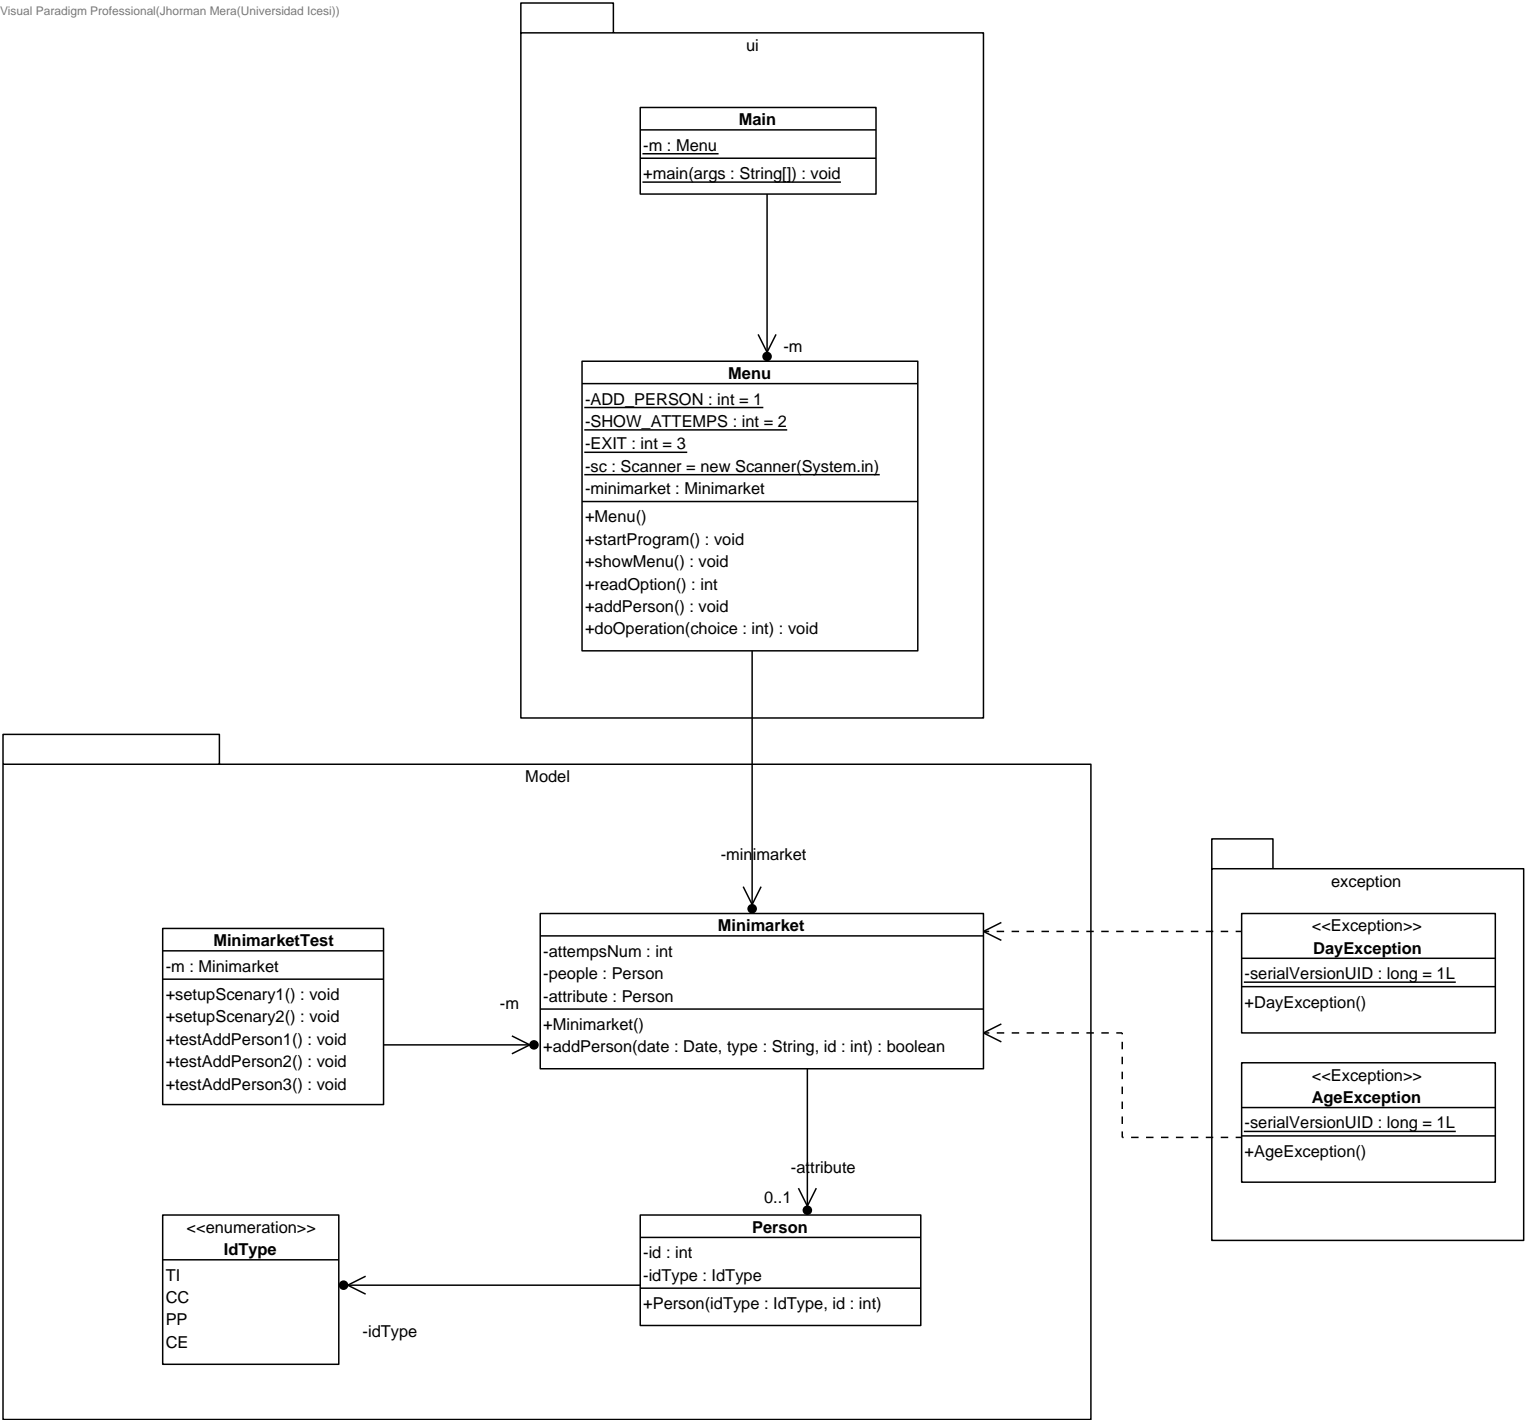 Visual Paradigm Professional(Jhorman Mera(Universidad Icesi))
ui
Main
-m : Menu
+main(args : String[]) : void
-m
Menu
-ADD_PERSON : int = 1
-SHOW_ATTEMPS : int = 2
-EXIT : int = 3
-sc : Scanner = new Scanner(System.in)
-minimarket : Minimarket
+Menu()
+startProgram() : void
+showMenu() : void
+readOption() : int
+addPerson() : void
+doOperation(choice : int) : void
Model
-minimarket
MinimarketTest
-m : Minimarket
+setupScenary1() : void
+setupScenary2() : void
+testAddPerson1() : void
+testAddPerson2() : void
+testAddPerson3() : void
-m
Minimarket
-attempsNum : int
-people : Person
-attribute : Person
+Minimarket()
+addPerson(date : Date, type : String, id : int) : boolean
exception
<<Exception>>
DayException
-serialVersionUID : long = 1L
+DayException()
<<Exception>>
AgeException
-serialVersionUID : long = 1L
+AgeException()
-attribute
0..1
<<enumeration>>
IdType
TI
CC
PP
CE
-idType
Person
-id : int
-idType : IdType
+Person(idType : IdType, id : int)